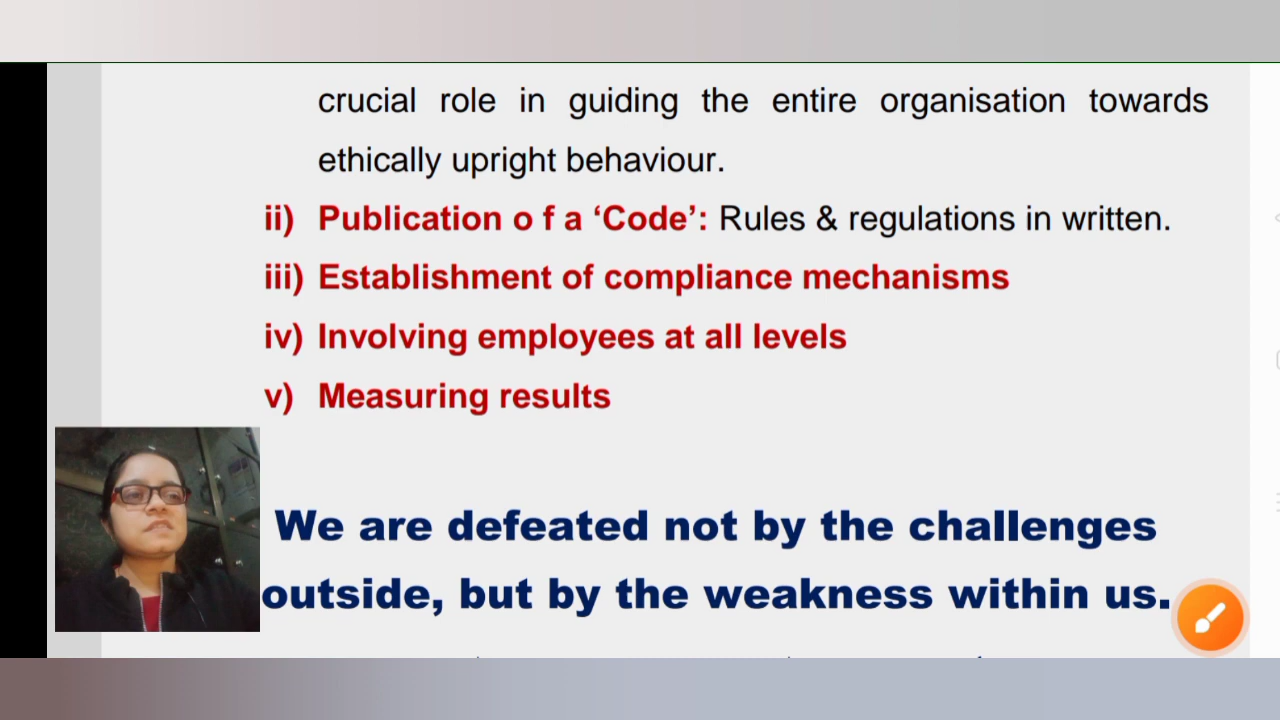 crucial role in guiding the entire organisation towards
ethically upright behaviour.
ii) Publication o f a ‘Code’: Rules & regulations in written.
iii) Establishment of compliance mechanisms
iv) Involving employees at all levels
v) Measuring results
We are defeated not by the challenges
outside, but by the weakness within us.